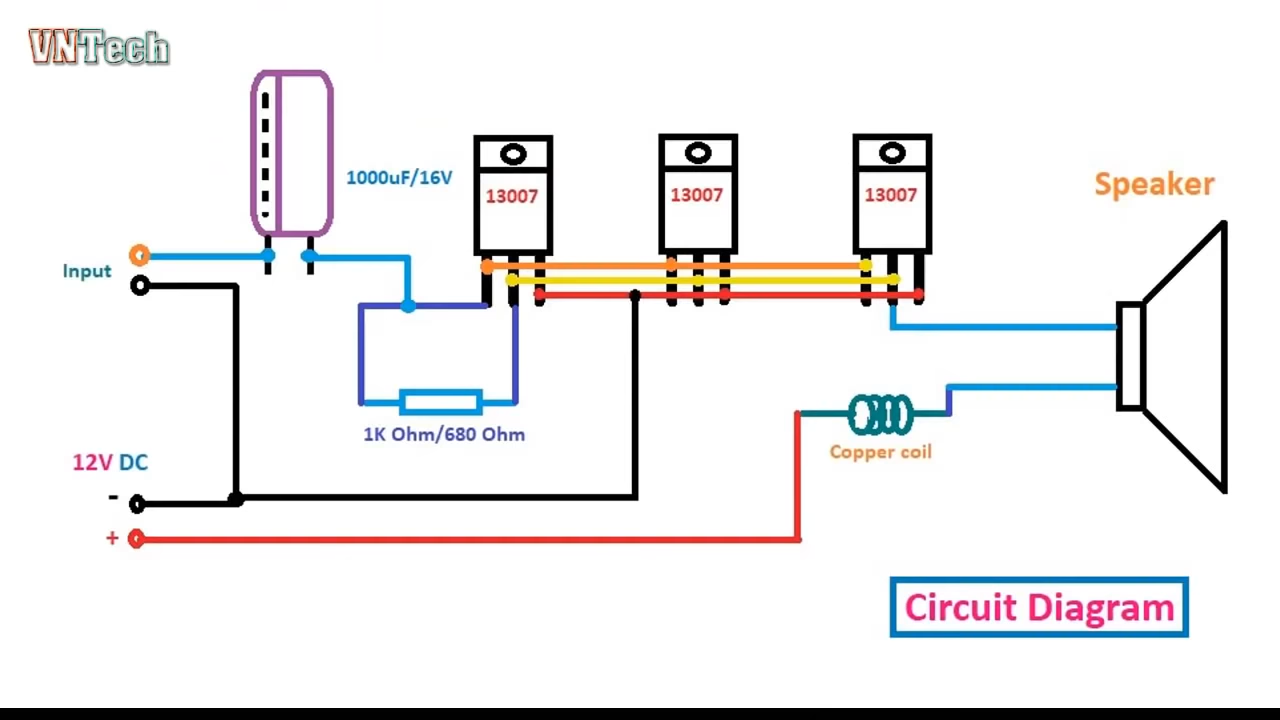 VNTech
1000uF/16V
13007
13007
13007
Speaker
Input
1K Ohm/680 Ohm
Copper coil
12V DC
-
+
Circuit Diagram